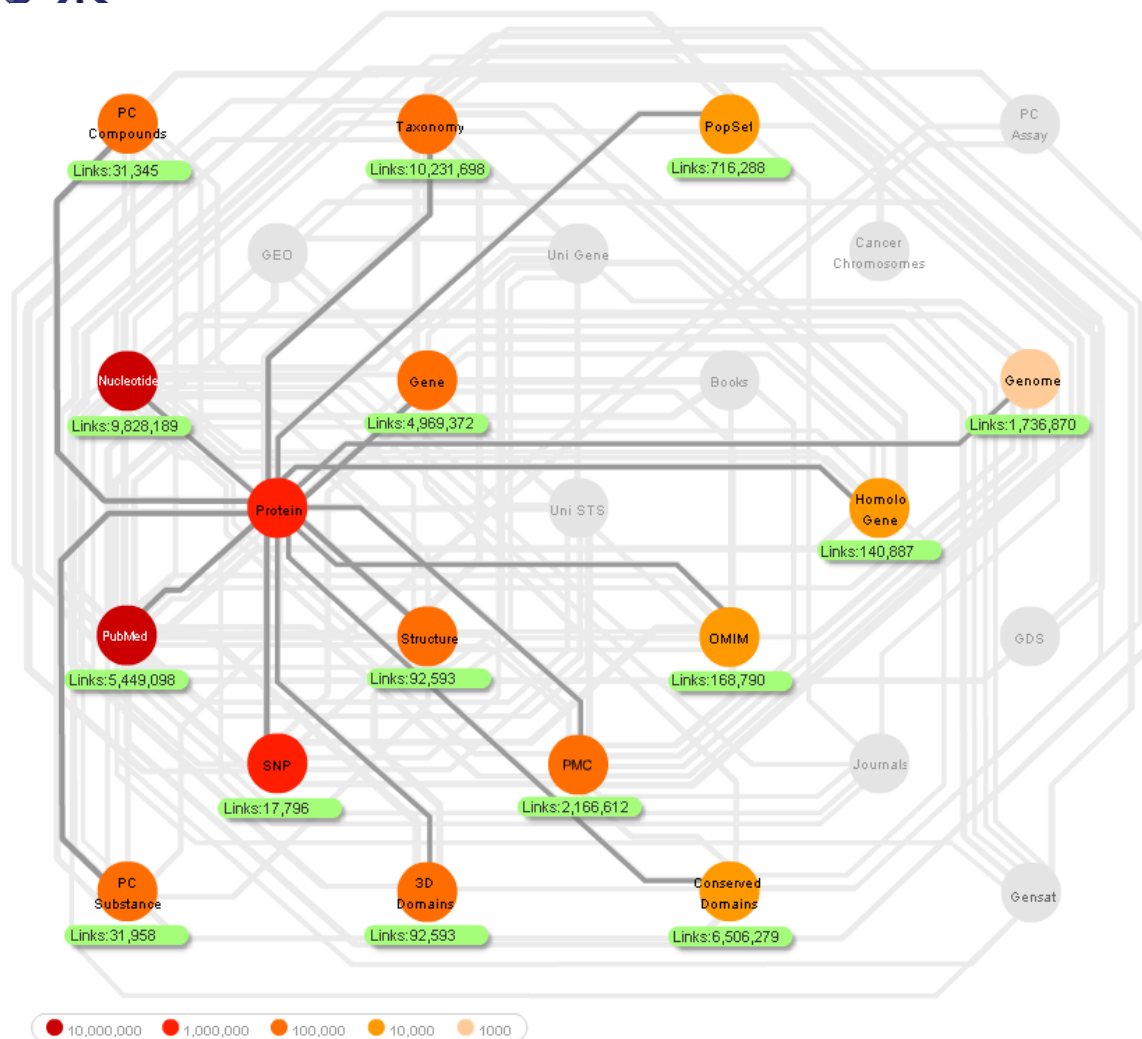 PC
Compounds
Links:31,345
Taxonomy
Links:10,231,698
PopSet
Links:716,288
PC
Assay
GEO
Uni Gene
Cancer
Chromosomes
Nucleotide
Links:9,828,189
Gene
Links:4,969,372
Books
Genome
Links:1,736,870
Protein
Uni STS
Homolo
Gene
Links:140,887
PubMed
Links:5,449,098
Structure
Links:92,593
OMIM
Links:168,790
GDS
SNP
Links:17,796
PMC
Links:2,166,612
Journals
PC
Substance
Links:31,958
3D
Domains
Links:92,593
Conserved
Domains
Links:6,506,279
Gensat
10,000,000 1,000,000 100,000 10,000 1000